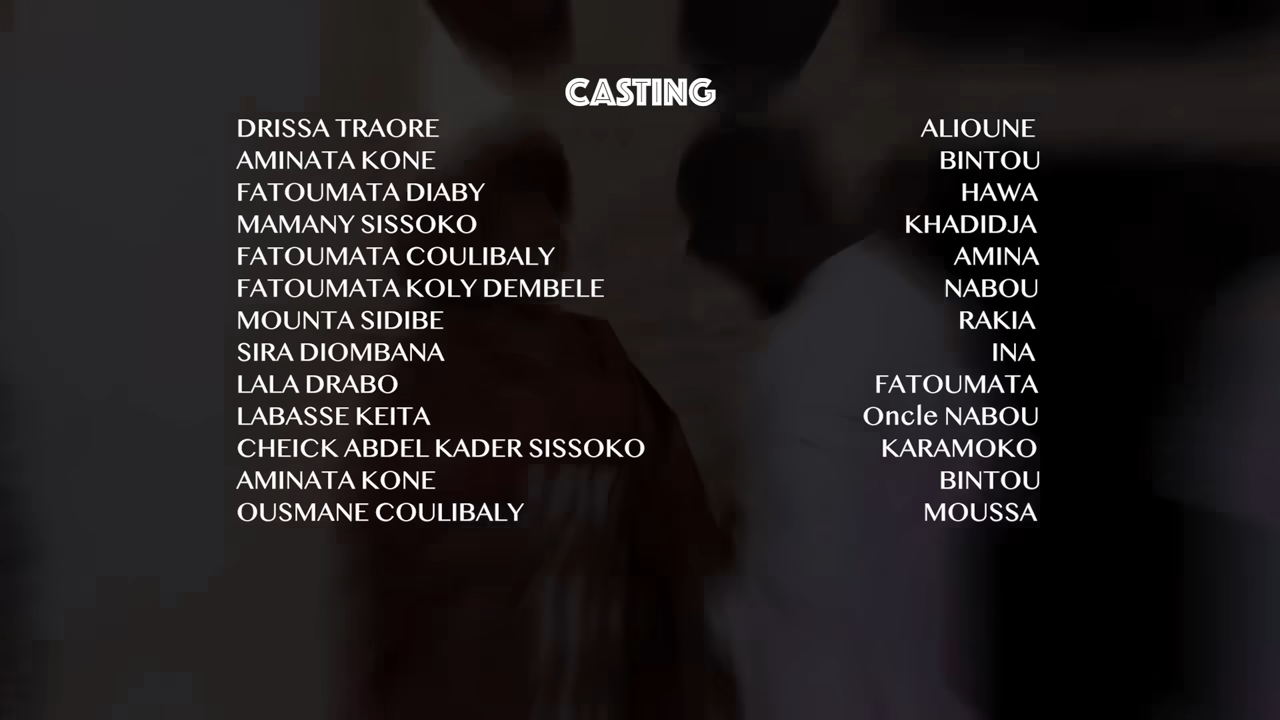 CASTING
DRISSA TRAORE ALIOUNE
AMINATA KONE BINTOU
FATOUMATA DIABY HAWA
MAMANY SISSOKO KHADIDJA
FATOUMATA COULIBALY AMINA
FATOUMATA KOLY DEMBELE NABOU
MOUNTA SIDIBE RAKIA
SIRA DIOMBANA INA
LALA DRABO FATOUMATA
LABASSE KEITA Oncle NABOU
CHEICK ABDEL KADER SISSOKO KARAMOKO
AMINATA KONE BINTOU
OUSMANE COULIBALY MOUSSA